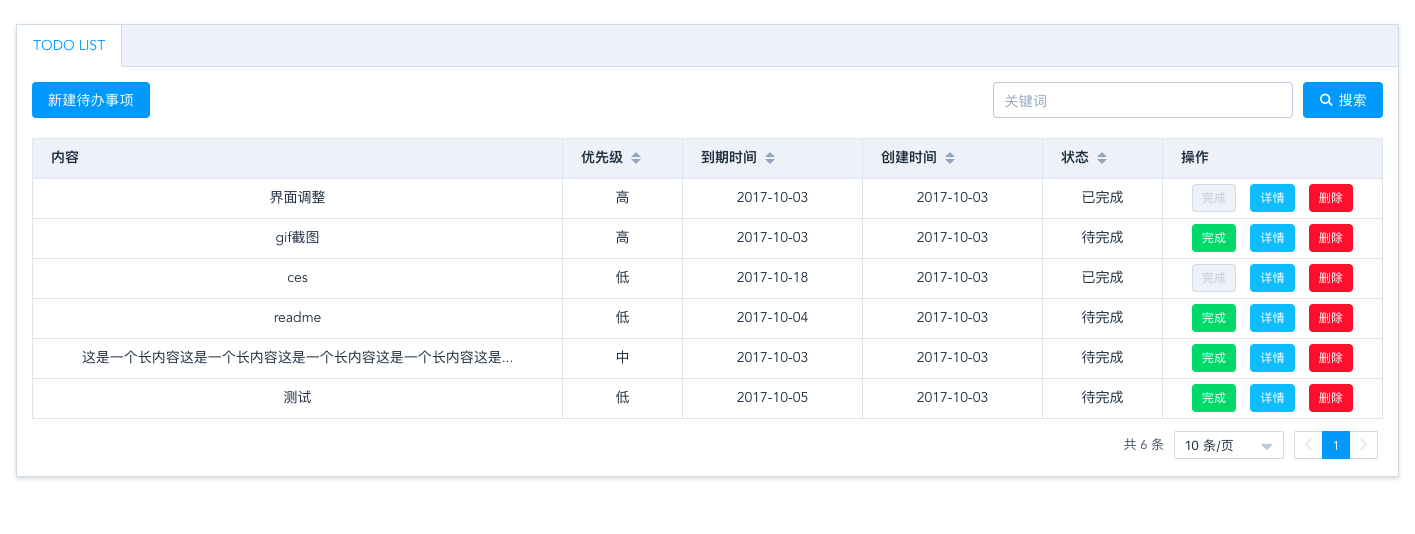 TODO LIST
新建待办事项 关键词 搜索
内容 优先级 到期时间 创建时间 状态 操作
界面调整 高 2017-10-03 2017-10-03 已完成 完成 详情 删除
gif截图 高 2017-10-03 2017-10-03 待完成 完成 详情 删除
ces 低 2017-10-18 2017-10-03 已完成 完成 详情 删除
readme 低 2017-10-04 2017-10-03 待完成 完成 详情 删除
这是一个长内容这是一个长内容这是一个长内容这是一个长内容这是... 中 2017-10-03 2017-10-03 待完成 完成 详情 删除
测试 低 2017-10-05 2017-10-03 待完成 完成 详情 删除
共 6 条 10 条/页 1